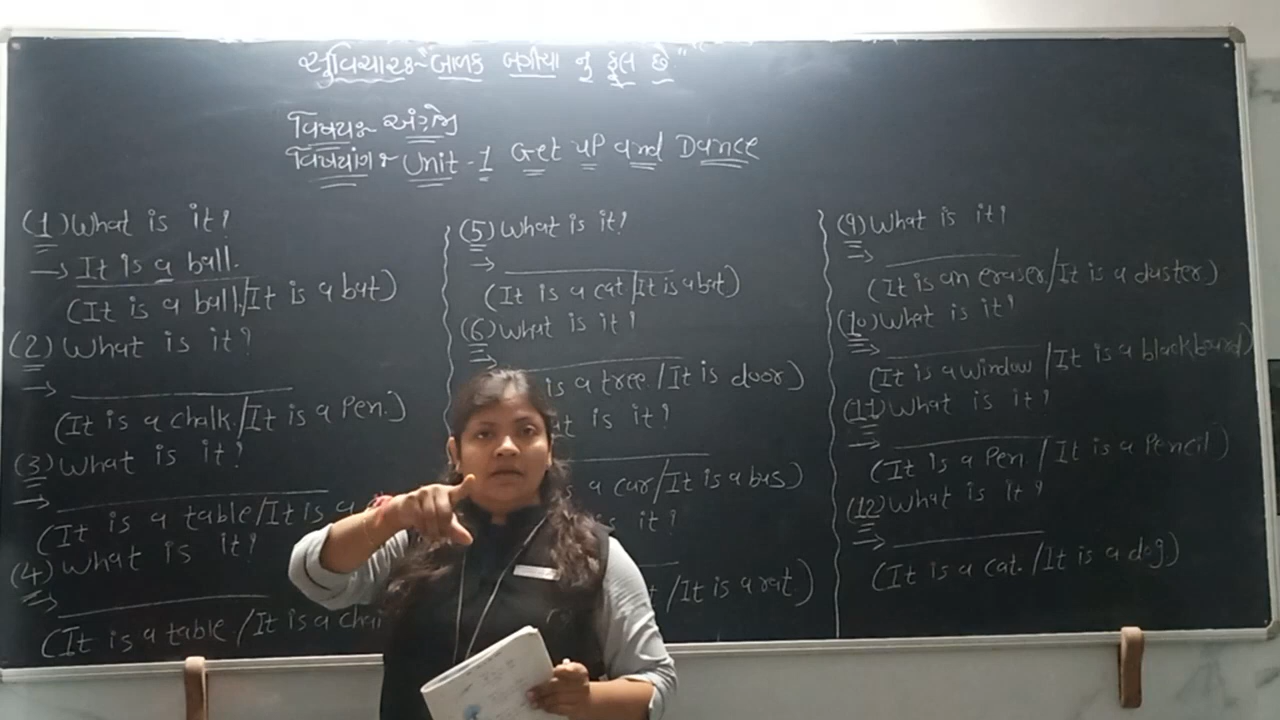 સુવિચારઃ- "બાળક બગીચા નુ ફૂલ છે."
વિષયઃ- અંગ્રેજી
વિષયાંગઃ- Unit-1 Get up and Dance
(1) What is it?
→ It is a ball.
(It is a ball./It is a bat)
(2) What is it?
→
(It is a chalk./It is a Pen.)
(3) What is it?
→
(It is a table/It is a
(4) What is it?
→
(It is a table./It is a chai
(5) What is it?
→
(It is a cat/It is a bat)
(6) What is it?
→
is a tree./It is door)
is it?
is a car/It is a bus)
is it?
/It is a rat)
(9) What is it?
→
(It is an eraser/It is a duster)
(10) What is it?
→
(It is a window/It is a blackboard)
(11) What is it?
→
(It is a Pen/It is a Pencil)
(12) What is it?
→
(It is a cat./It is a dog)